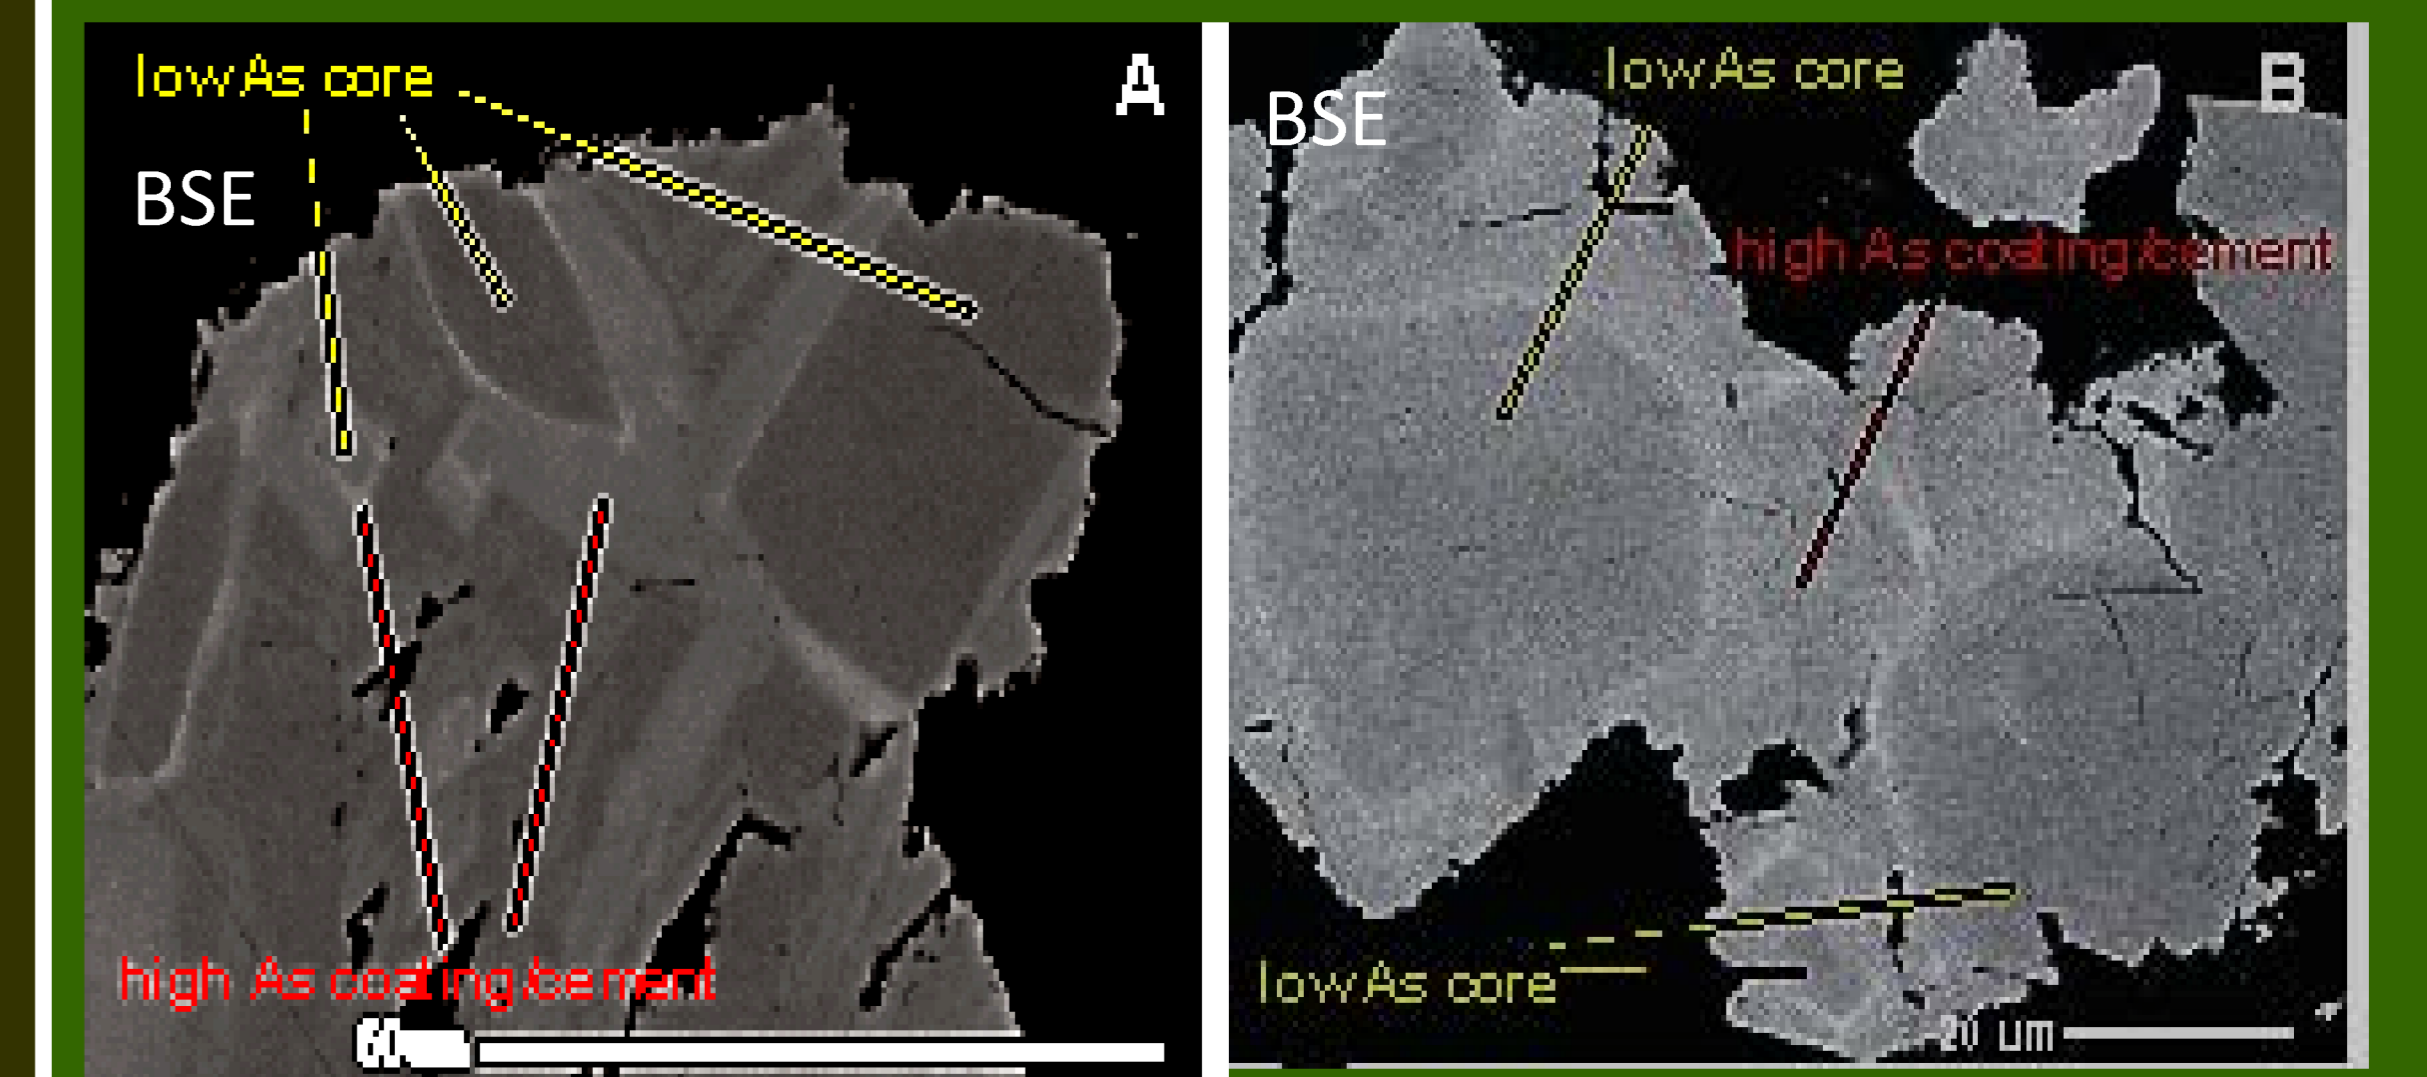 low As core
A
BSE
high As coating/cement
60
low As core
B
BSE
high As coating/cement
low As core
20 um